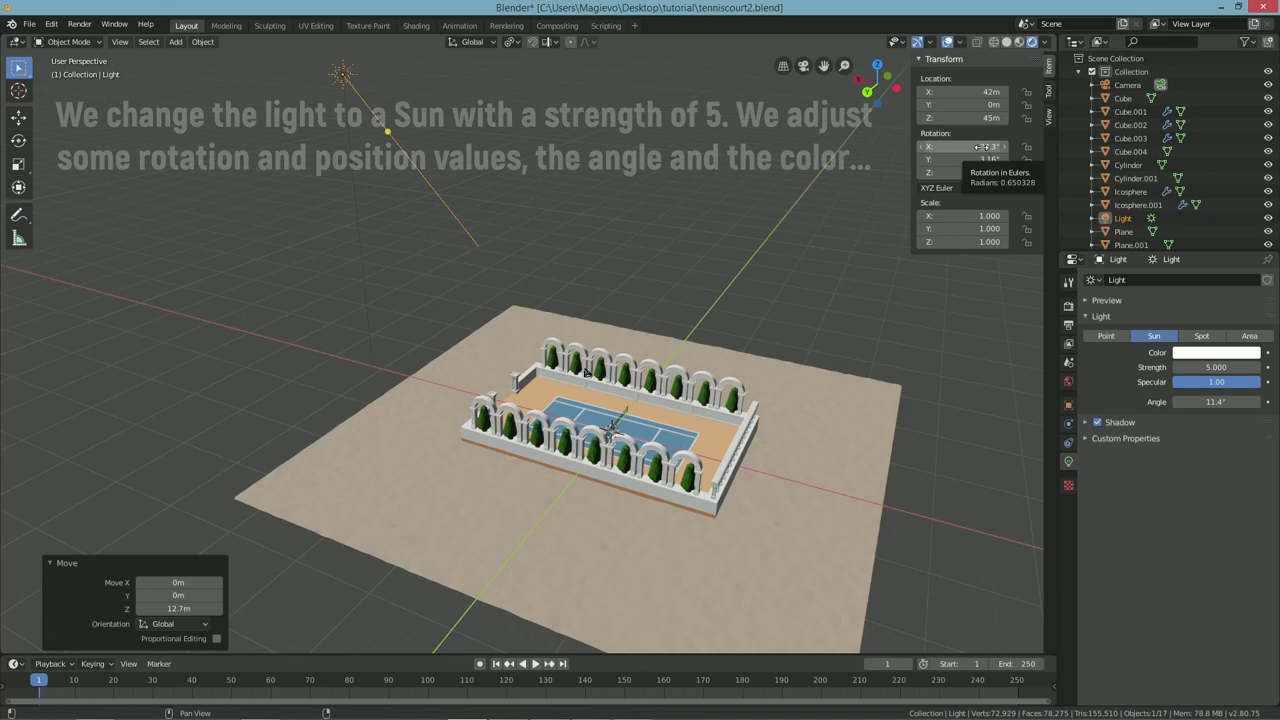 Blender* [C:\Users\Magievo\Desktop\tutorial\tenniscourt2.blend]
File Edit Render Window Help Layout Modeling Sculpting UV Editing Texture Paint Shading Animation Rendering Compositing Scripting + Scene View Layer
Object Mode View Select Add Object Global
User Perspective
(1) Collection | Light
We change the light to a Sun with a strength of 5. We adjust
some rotation and position values, the angle and the color...
Z
X
Y
Transform
Location:
X: 42m
Y: 0m
Z: 45m
Rotation:
X:
Y: 3.16°
Z:
Rotation in Eulers.
Radians: 0.650328
XYZ Euler
Scale:
X: 1.000
Y: 1.000
Z: 1.000
Item
Tool
View
Scene Collection
Collection
Camera
Cube
Cube.001
Cube.002
Cube.003
Cube.004
Cylinder
Cylinder.001
Icosphere
Icosphere.001
Light
Plane
Plane.001
Light Light
Light
Preview
Light
Point Sun Spot Area
Color
Strength 5.000
Specular 1.00
Angle 11.4°
Shadow
Custom Properties
Move
Move X 0m
Y 0m
Z 12.7m
Orientation Global
Proportional Editing
Playback Keying View Marker 1 Start: 1 End: 250
1 10 20 30 40 50 60 70 80 90 100 110 120 130 140 150 160 170 180 190 200 210 220 230 240 250
Pan View Collection | Light | Verts:72,929 | Faces:78,275 | Tris:155,510 | Objects:1/17 | Mem: 78.8 MB | v2.80.75